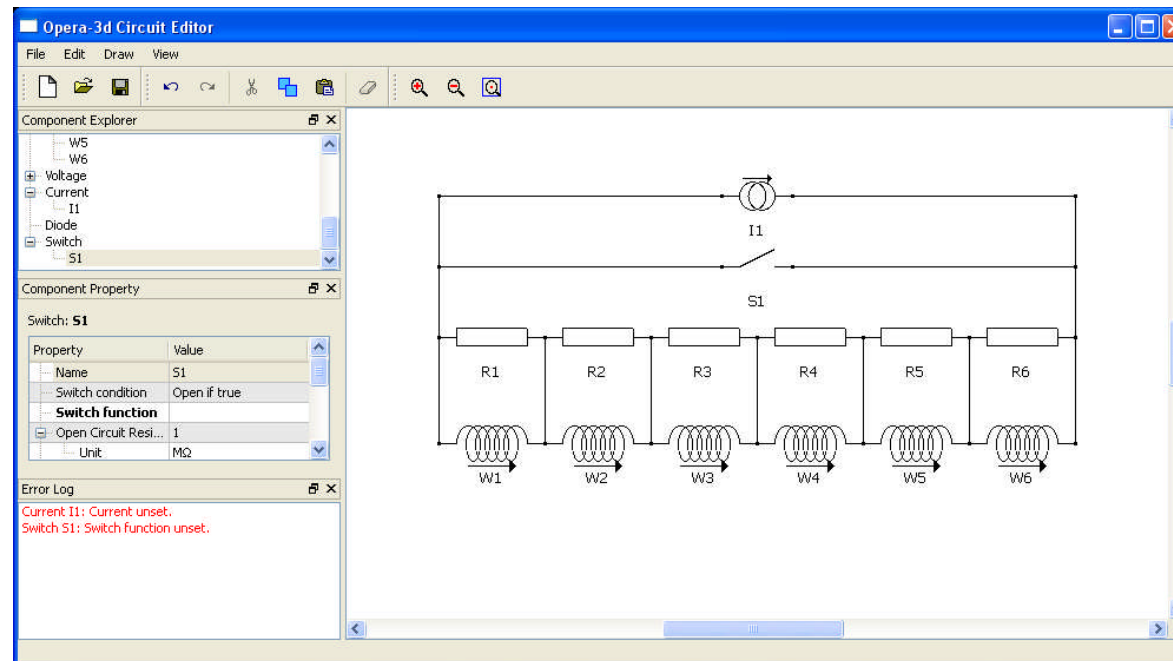 Opera-3d Circuit Editor
File Edit Draw View
Component Explorer
W5
W6
Voltage
Current
I1
Diode
Switch
S1
Component Property
Switch: S1
Property Value
Name S1
Switch condition Open if true
Switch function
Open Circuit Resi... 1
Unit MΩ
Error Log
Current I1: Current unset.
Switch S1: Switch function unset.
I1
S1
R1 R2 R3 R4 R5 R6
W1 W2 W3 W4 W5 W6